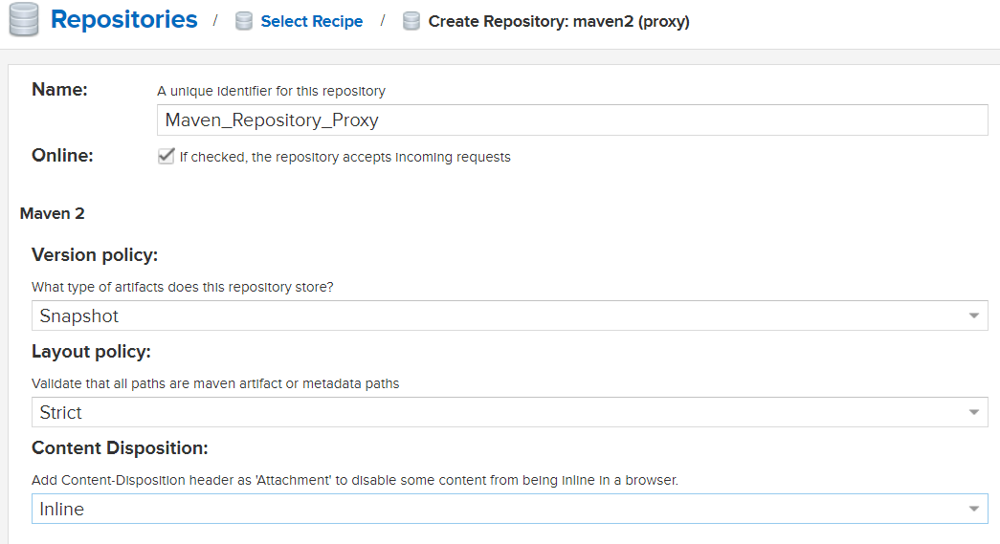 Repositories / Select Recipe / Create Repository: maven2 (proxy)
Name: A unique identifier for this repository
Maven_Repository_Proxy
Online: If checked, the repository accepts incoming requests
Maven 2
Version policy:
What type of artifacts does this repository store?
Snapshot
Layout policy:
Validate that all paths are maven artifact or metadata paths
Strict
Content Disposition:
Add Content-Disposition header as 'Attachment' to disable some content from being inline in a browser.
Inline